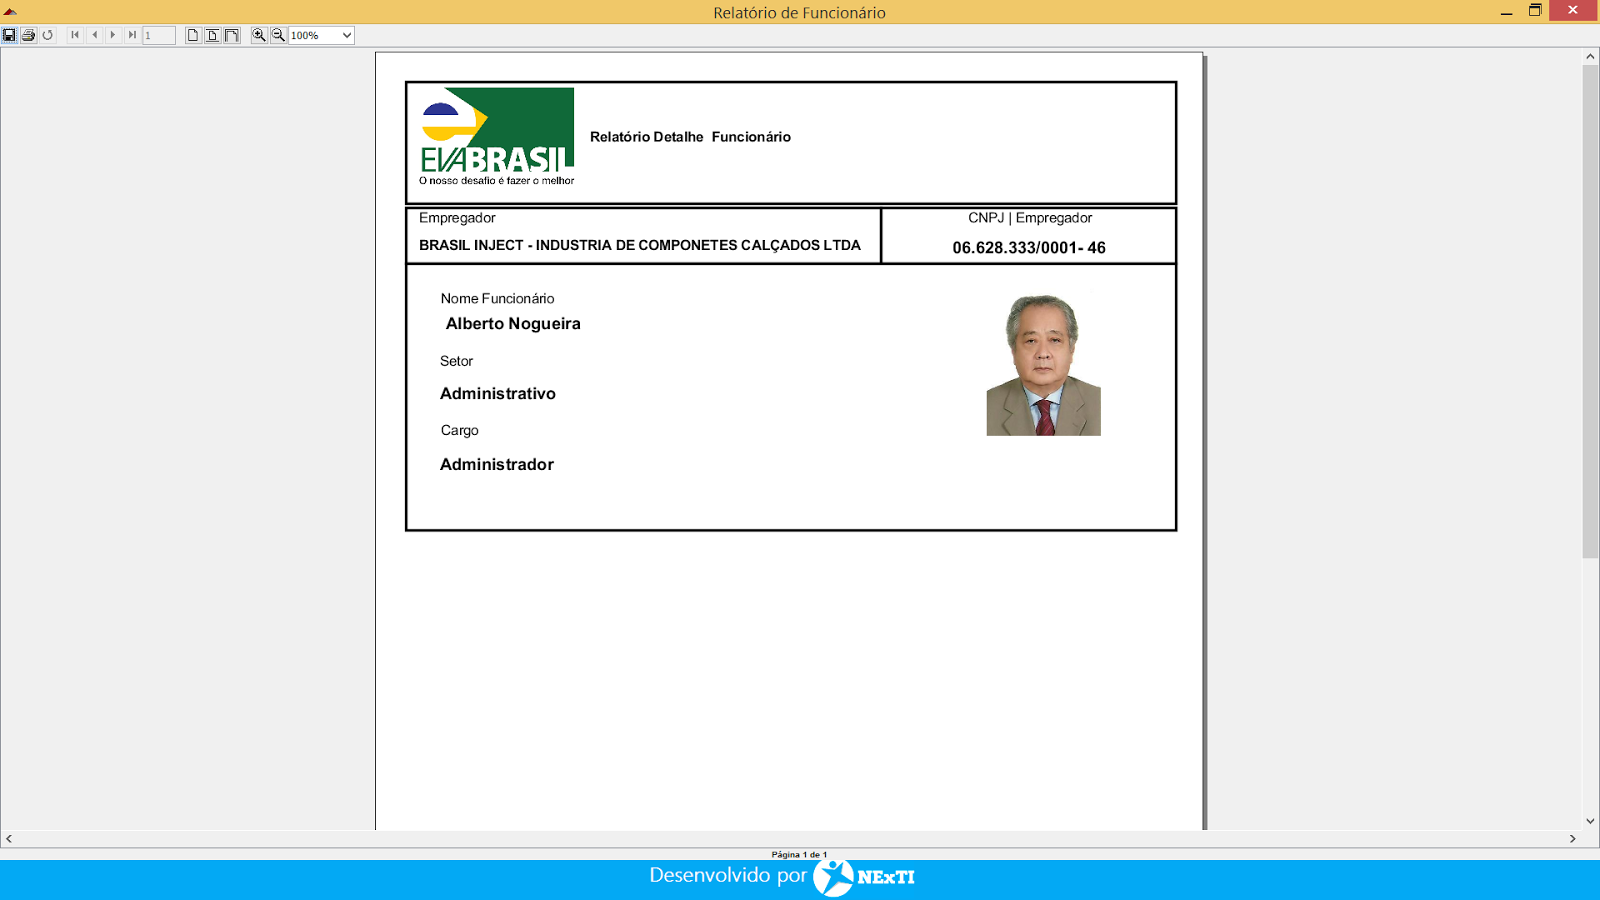 Relatório de Funcionário
1
100%
EVABRASIL
O nosso desafio é fazer o melhor
Relatório Detalhe Funcionário
Empregador
CNPJ | Empregador
BRASIL INJECT - INDUSTRIA DE COMPONETES CALÇADOS LTDA
06.628.333/0001- 46
Nome Funcionário
Alberto Nogueira
Setor
Administrativo
Cargo
Administrador
Página 1 de 1
Desenvolvido por NExTI